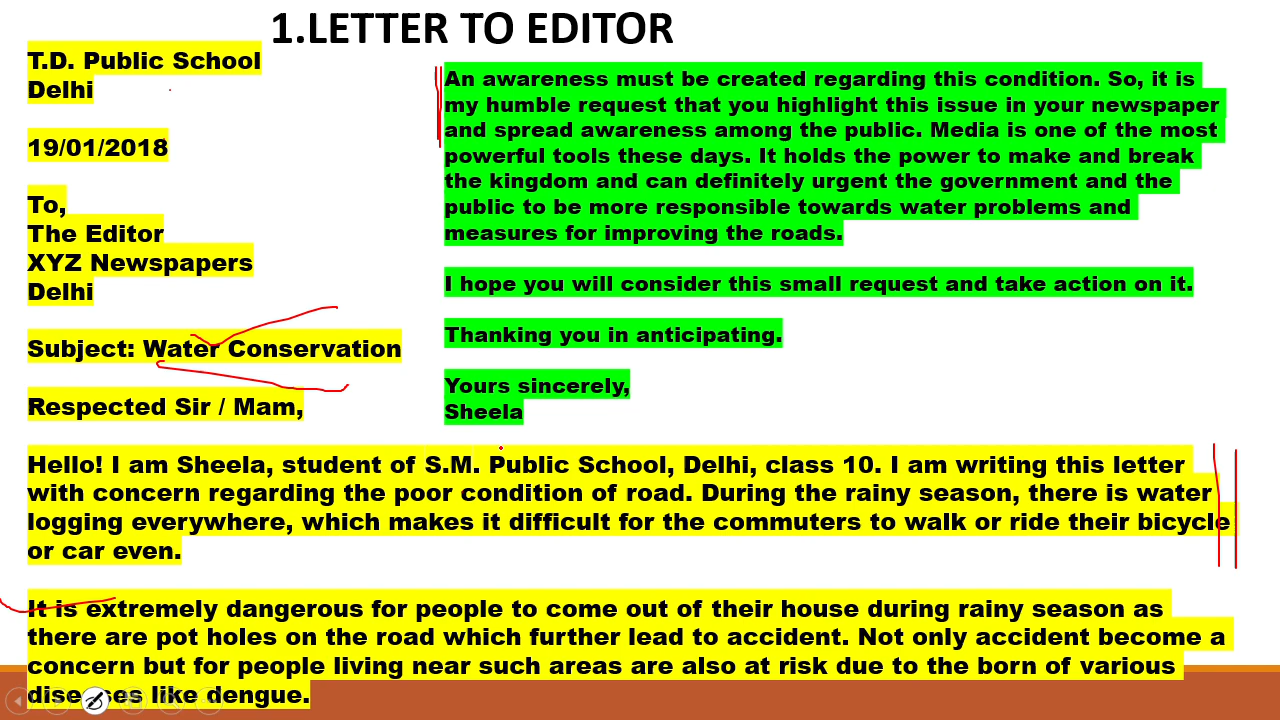 1.LETTER TO EDITOR
T.D. Public School
Delhi
19/01/2018
To,
The Editor
XYZ Newspapers
Delhi
Subject: Water Conservation
Respected Sir / Mam,
Hello! I am Sheela, student of S.M. Public School, Delhi, class 10. I am writing this letter
with concern regarding the poor condition of road. During the rainy season, there is water
logging everywhere, which makes it difficult for the commuters to walk or ride their bicycle
or car even.
It is extremely dangerous for people to come out of their house during rainy season as
there are pot holes on the road which further lead to accident. Not only accident become a
concern but for people living near such areas are also at risk due to the born of various
diseases like dengue.
An awareness must be created regarding this condition. So, it is
my humble request that you highlight this issue in your newspaper
and spread awareness among the public. Media is one of the most
powerful tools these days. It holds the power to make and break
the kingdom and can definitely urgent the government and the
public to be more responsible towards water problems and
measures for improving the roads.
I hope you will consider this small request and take action on it.
Thanking you in anticipating.
Yours sincerely,
Sheela